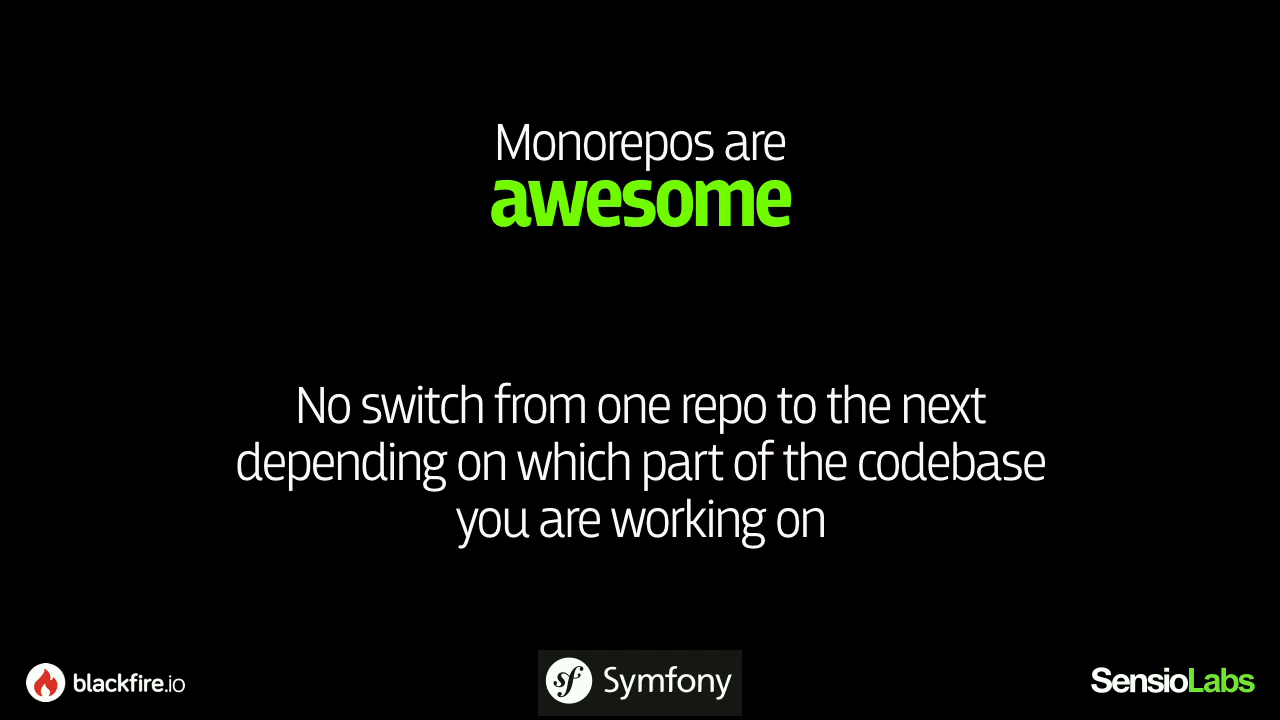 Monorepos are
awesome
No switch from one repo to the next
depending on which part of the codebase
you are working on
blackfire.io
sf Symfony
SensioLabs